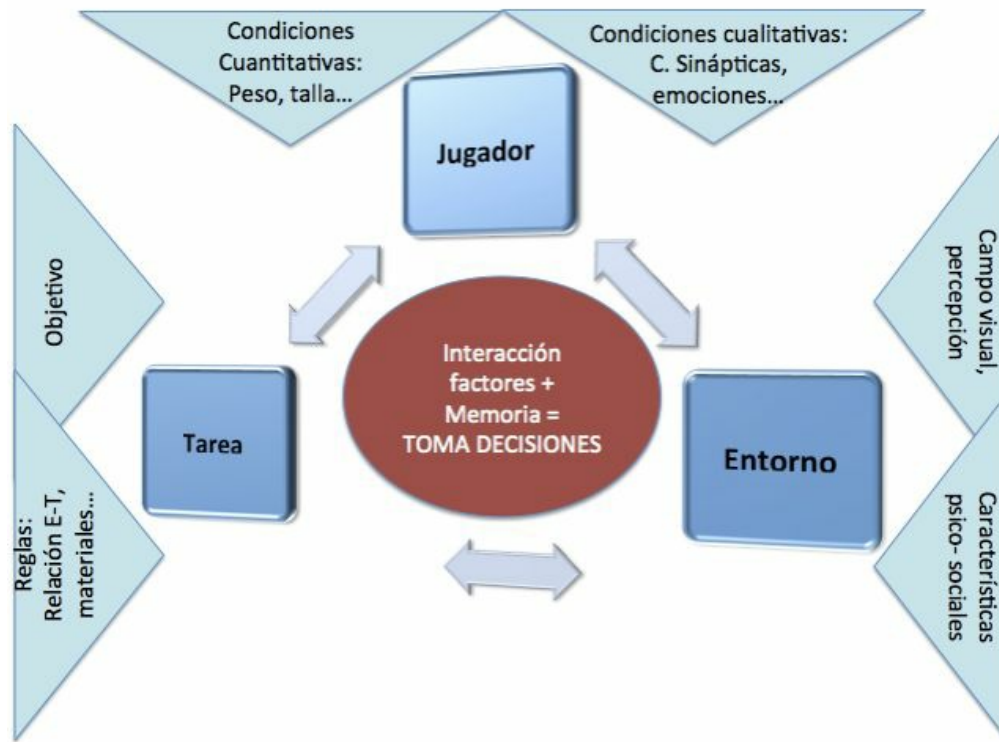 Condiciones
Cuantitativas:
Peso, talla...
Condiciones cualitativas:
C. Sinápticas,
emociones...
Jugador
Objetivo
Campo visual,
percepción
Interacción
factores +
Memoria =
TOMA DECISIONES
Tarea
Entorno
Reglas:
Relación E-T,
materiales...
Características
psico- sociales